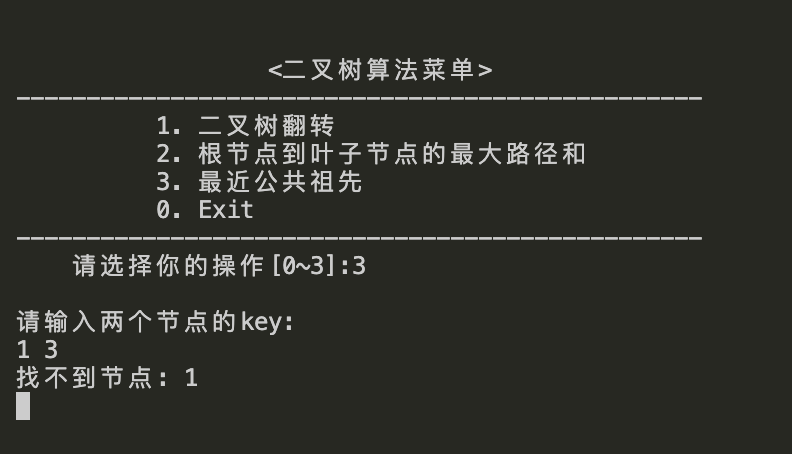 <二叉树算法菜单>
-------------------------------------------------
1. 二叉树翻转
2. 根节点到叶子节点的最大路径和
3. 最近公共祖先
0. Exit
-------------------------------------------------
请选择你的操作[0~3]:3
请输入两个节点的key:
1 3
找不到节点: 1